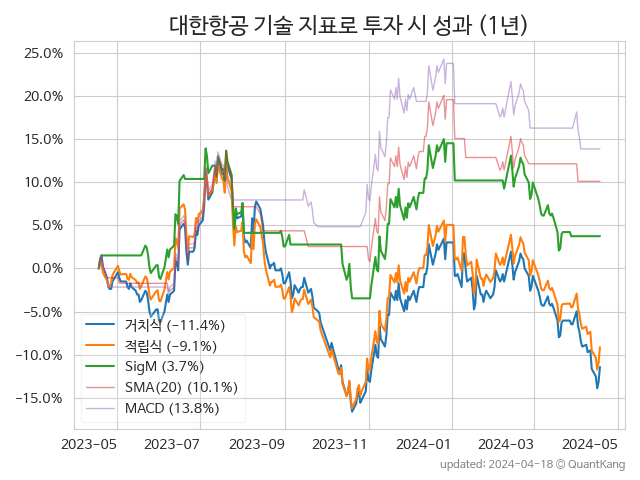 대한항공 기술 지표로 투자 시 성과 (1년)
25.0%
20.0%
15.0%
10.0%
5.0%
0.0%
−5.0%
−10.0%
−15.0%
거치식 (−11.4%)
적립식 (−9.1%)
SigM (3.7%)
SMA(20) (10.1%)
MACD (13.8%)
2023-05 2023-07 2023-09 2023-11 2024-01 2024-03 2024-05
updated: 2024-04-18 © QuantKang